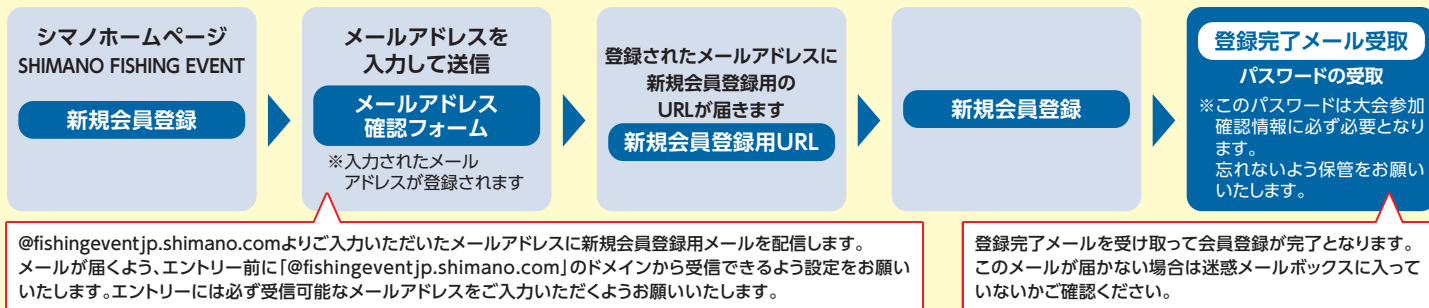 シマノホームページ
SHIMANO FISHING EVENT
新規会員登録
メールアドレスを
入力して送信
メールアドレス
確認フォーム
※入力されたメール
アドレスが登録されます
登録されたメールアドレスに
新規会員登録用の
URLが届きます
新規会員登録用URL
新規会員登録
登録完了メール受取
パスワードの受取
※このパスワードは大会参加
確認情報に必ず必要となり
ます。
忘れないよう保管をお願い
いたします。
@fishingeventjp.shimano.comよりご入力いただいたメールアドレスに新規会員登録用メールを配信します。
メールが届くよう、エントリー前に「@fishingeventjp.shimano.com」のドメインから受信できるよう設定をお願い
いたします。エントリーには必ず受信可能なメールアドレスをご入力いただくようお願いいたします。
登録完了メールを受け取って会員登録が完了となります。
このメールが届かない場合は迷惑メールボックスに入って
いないかご確認ください。